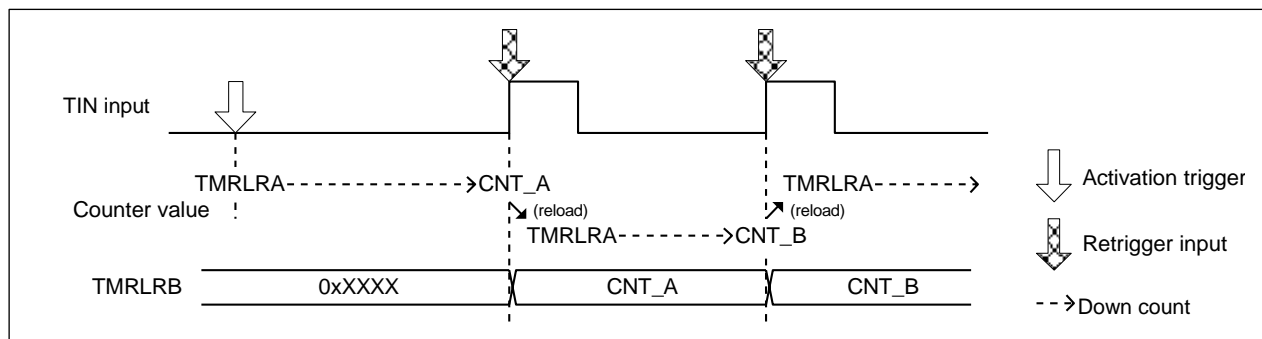 TIN input
Activation trigger
TMRLRA CNT_A TMRLRA
Counter value (reload) (reload)
TMRLRA CNT_B
Retrigger input
TMRLRB 0xXXXX CNT_A CNT_B
Down count